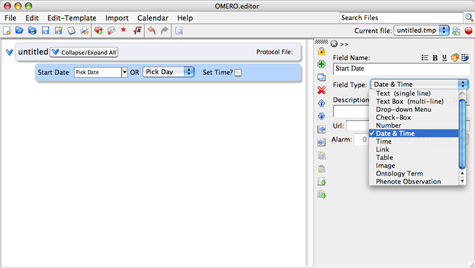 OMERO.editor
File Edit-Template Import Calendar Help
Search Files
Current file: untitled.tmp
untitled Collapse/Expand All Protocol File:
Start Date Pick Date OR Pick Day Set Time?
>>
Field Name: B U
Start Date
Field Type: Date & Time
Text (single line)
Text Box (multi-line)
Drop-down Menu
Check-Box
Number
Date & Time
Time
Link
Table
Image
Ontology Term
Phenote Observation
Description
Url:
Alarm: 0